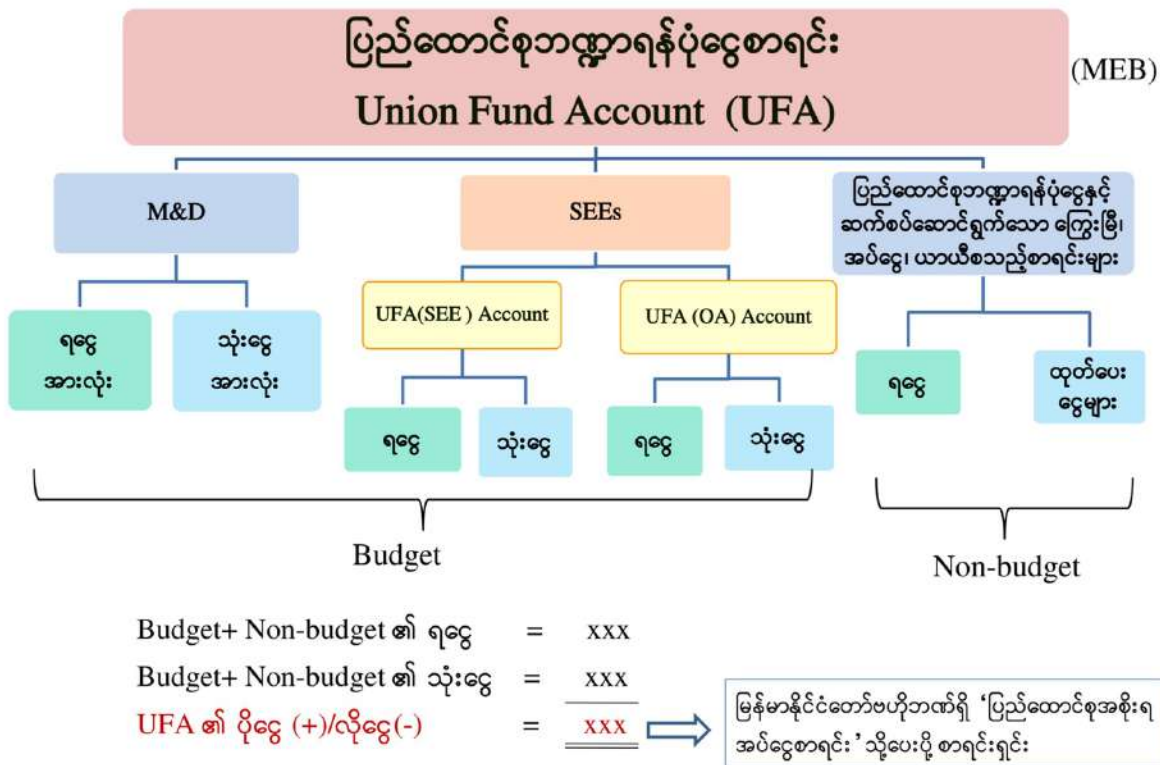 ပြည်ထောင်စုဘဏ္ဍာရန်ပုံငွေစာရင်း
Union Fund Account (UFA)
(MEB)
M&D
SEEs
ပြည်ထောင်စုဘဏ္ဍာရန်ပုံငွေနှင့်
ဆက်စပ်ဆောင်ရွက်သော ကြွေးမြီ၊
အပ်ငွေ၊ ယာယီစသည့်စာရင်းများ
UFA(SEE ) Account
UFA (OA) Account
ရငွေ
အားလုံး
သုံးငွေ
အားလုံး
ရငွေ
သုံးငွေ
ရငွေ
သုံးငွေ
ရငွေ
ထုတ်ပေး
ငွေများ
Budget
Non-budget
Budget+ Non-budget ၏ ရငွေ = xxx
Budget+ Non-budget ၏ သုံးငွေ = xxx
UFA ၏ ပိုငွေ (+)/လိုငွေ(-) = xxx
မြန်မာနိုင်ငံတော်ဗဟိုဘဏ်ရှိ ‘ပြည်ထောင်စုအစိုးရ
အပ်ငွေစာရင်း ’ သို့ပေးပို့ စာရင်းရှင်း